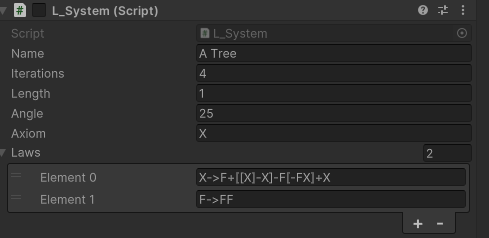 L_System (Script)
Script L_System
Name A Tree
Iterations 4
Length 1
Angle 25
Axiom X
Laws 2
Element 0 X->F+[[X]-X]-F[-FX]+X
Element 1 F->FF
+ -